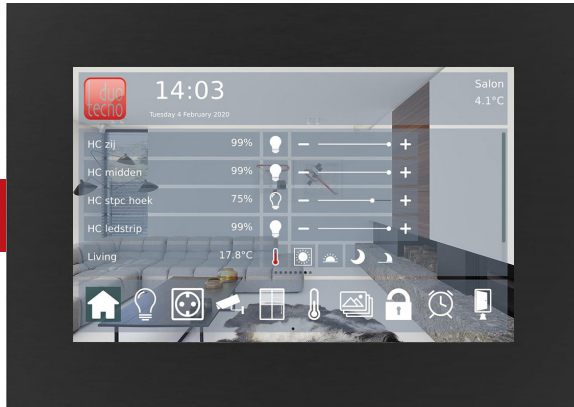 duo
tecno
14:03
Tuesday 4 February 2020
Salon
4.1°C
HC zij 99%
HC midden 99%
HC stpc hoek 75%
HC ledstrip 99%
Living 17.8°C